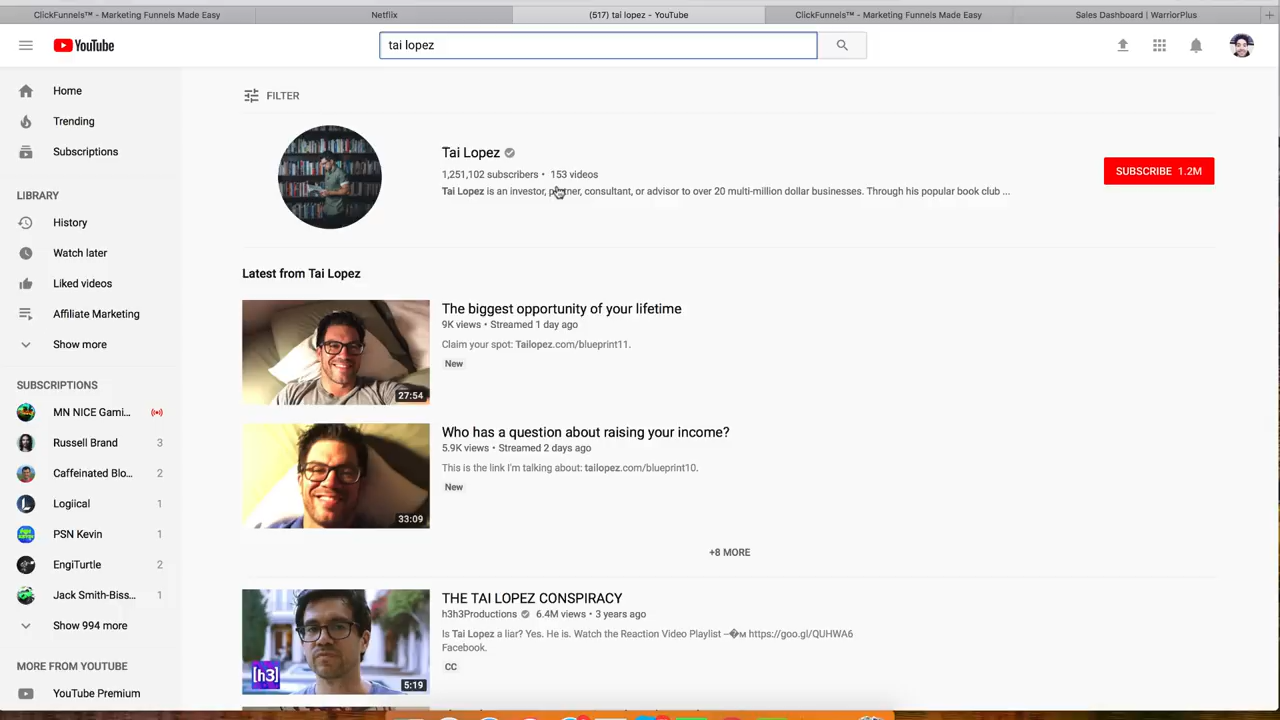 ClickFunnels™ - Marketing Funnels Made Easy
Netflix
(517) tai lopez - YouTube
ClickFunnels™ - Marketing Funnels Made Easy
Sales Dashboard | WarriorPlus
YouTube
tai lopez
Home
Trending
Subscriptions
LIBRARY
History
Watch later
Liked videos
Affiliate Marketing
Show more
SUBSCRIPTIONS
MN NICE Gami...
Russell Brand 3
Caffeinated Blo... 2
Logiical 1
PSN Kevin 1
EngiTurtle 2
Jack Smith-Biss... 1
Show 994 more
MORE FROM YOUTUBE
YouTube Premium
FILTER
Tai Lopez
1,251,102 subscribers • 153 videos
Tai Lopez is an investor, partner, consultant, or advisor to over 20 multi-million dollar businesses. Through his popular book club ...
SUBSCRIBE 1.2M
Latest from Tai Lopez
27:54
The biggest opportunity of your lifetime
9K views • Streamed 1 day ago
Claim your spot: Tailopez.com/blueprint11.
New
33:09
Who has a question about raising your income?
5.9K views • Streamed 2 days ago
This is the link I'm talking about: tailopez.com/blueprint10.
New
+8 MORE
[h3]
5:19
THE TAI LOPEZ CONSPIRACY
h3h3Productions 6.4M views • 3 years ago
Is Tai Lopez a liar? Yes. He is. Watch the Reaction Video Playlist --�м https://goo.gl/QUHWA6
Facebook.
CC